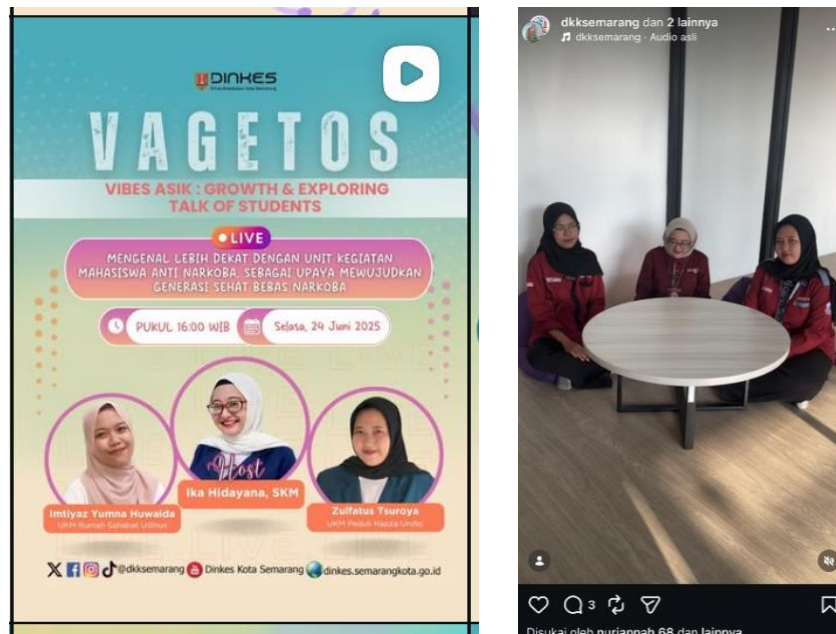 DINKES
VAGETOS
VIBES ASIK : GROWTH & EXPLORING
TALK OF STUDENTS
LIVE
MENGENAL LEBIH DEKAT DENGAN UNIT KEGIATAN
MAHASISWA ANTI NARKOBA, SEBAGAI UPAYA MEWUJUDKAN
GENERASI SEHAT BEBAS NARKOBA
PUKUL 16:00 WIB
Selasa, 24 Juni 2025
Host
Ika Hidayana, SKM
Imtiyaz Yumna Huwaida
UKM Rumah Sahabat Udinus
Zulfatus Tsuroya
UKM Peduli Napza Undip
@dkksemarang Dinkes Kota Semarang dinkes.semarangkota.go.id
dkksemarang dan 2 lainnya
dkksemarang · Audio asli
3
Disukai oleh nurjannah.68 dan lainnya